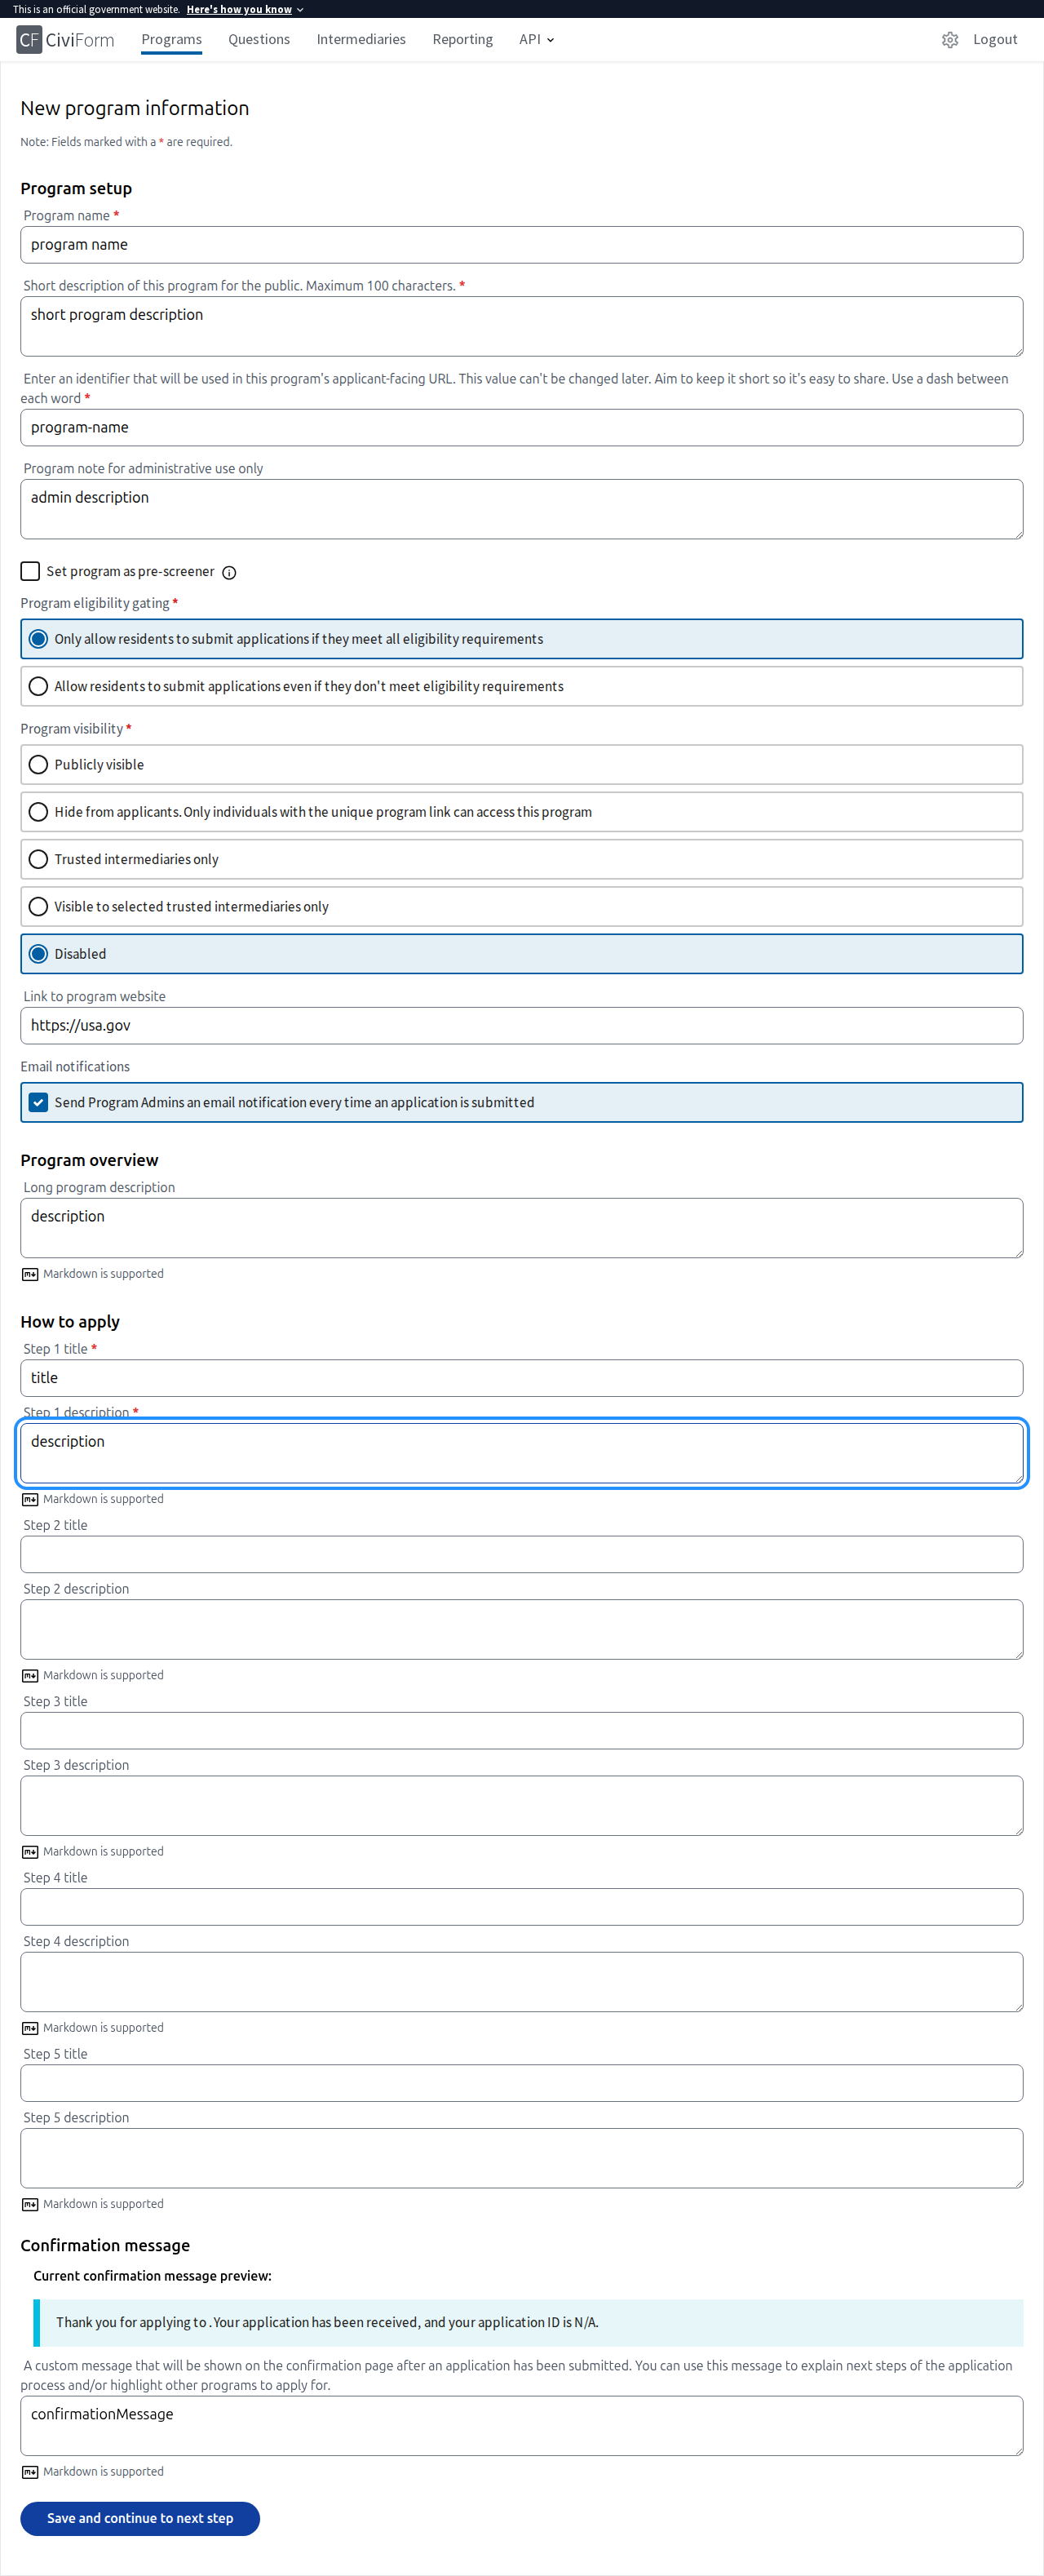 This is an official government website. Here's how you know
CF CiviForm Programs Questions Intermediaries Reporting API Logout
New program information
Note: Fields marked with a * are required.
Program setup
Program name *
program name
Short description of this program for the public. Maximum 100 characters. *
short program description
Enter an identifier that will be used in this program's applicant-facing URL. This value can't be changed later. Aim to keep it short so it's easy to share. Use a dash between
each word *
program-name
Program note for administrative use only
admin description
Set program as pre-screener
Program eligibility gating *
Only allow residents to submit applications if they meet all eligibility requirements
Allow residents to submit applications even if they don't meet eligibility requirements
Program visibility *
Publicly visible
Hide from applicants. Only individuals with the unique program link can access this program
Trusted intermediaries only
Visible to selected trusted intermediaries only
Disabled
Link to program website
https://usa.gov
Email notifications
Send Program Admins an email notification every time an application is submitted
Program overview
Long program description
description
Markdown is supported
How to apply
Step 1 title *
title
Step 1 description *
description
Markdown is supported
Step 2 title
Step 2 description
Markdown is supported
Step 3 title
Step 3 description
Markdown is supported
Step 4 title
Step 4 description
Markdown is supported
Step 5 title
Step 5 description
Markdown is supported
Confirmation message
Current confirmation message preview:
Thank you for applying to . Your application has been received, and your application ID is N/A.
A custom message that will be shown on the confirmation page after an application has been submitted. You can use this message to explain next steps of the application
process and/or highlight other programs to apply for.
confirmationMessage
Markdown is supported
Save and continue to next step